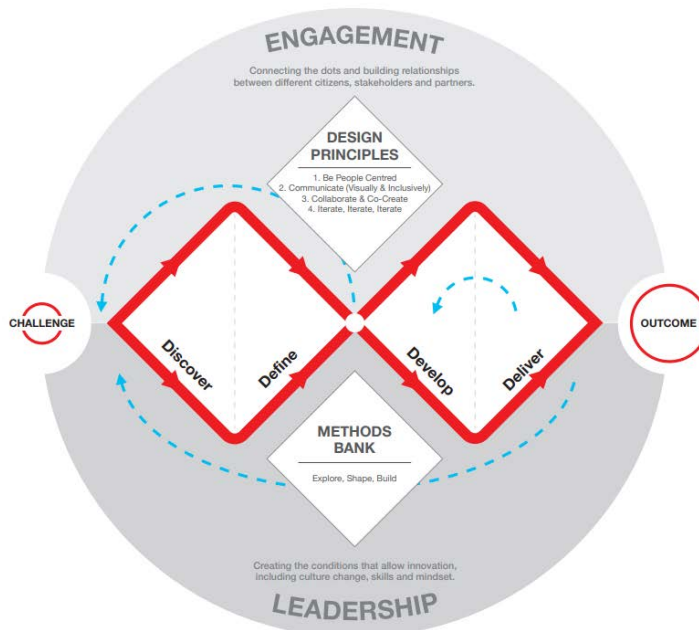 ENGAGEMENT
Connecting the dots and building relationships
between different citizens, stakeholders and partners.
DESIGN
PRINCIPLES
1. Be People Centred
2. Communicate (Visually & Inclusively)
3. Collaborate & Co-Create
4. Iterate, Iterate, Iterate
CHALLENGE
Discover
Define
Develop
Deliver
OUTCOME
METHODS
BANK
Explore, Shape, Build
Creating the conditions that allow innovation,
including culture change, skills and mindset.
LEADERSHIP